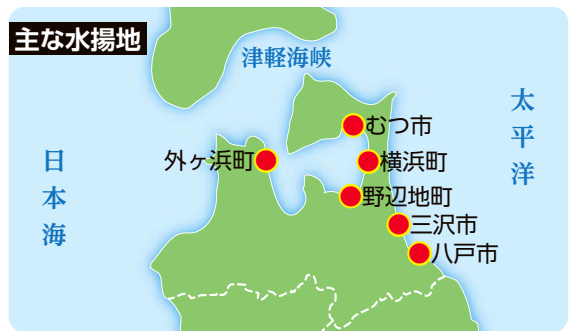 主な水揚地
津軽海峡
太平洋
日本海
むつ市
外ヶ浜町
横浜町
野辺地町
三沢市
八戸市